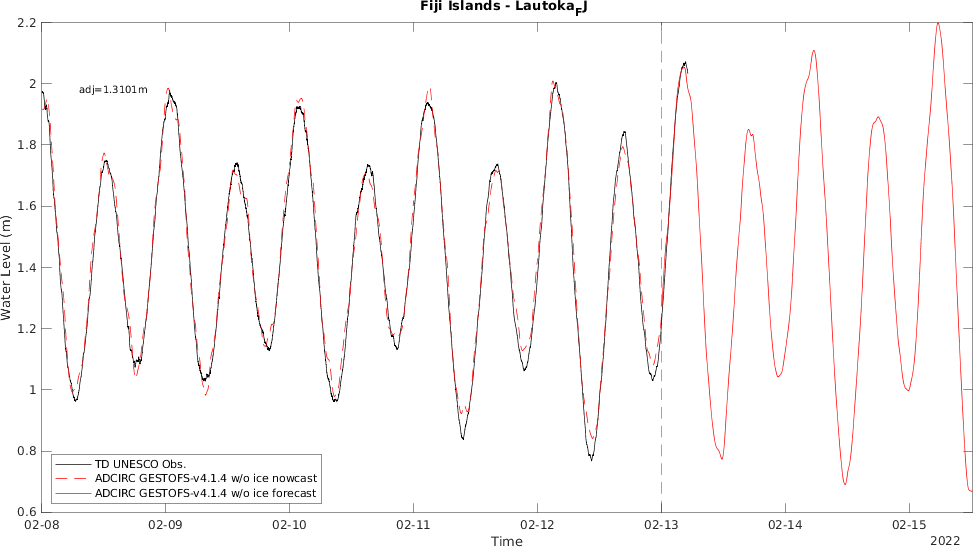 Fiji Islands - Lautoka_FJ
2.2
2
1.8
1.6
1.4
1.2
1
0.8
0.6
Water Level (m)
adj=1.3101m
TD UNESCO Obs.
ADCIRC GESTOFS-v4.1.4 w/o ice nowcast
ADCIRC GESTOFS-v4.1.4 w/o ice forecast
02-08 02-09 02-10 02-11 02-12 02-13 02-14 02-15
Time
2022